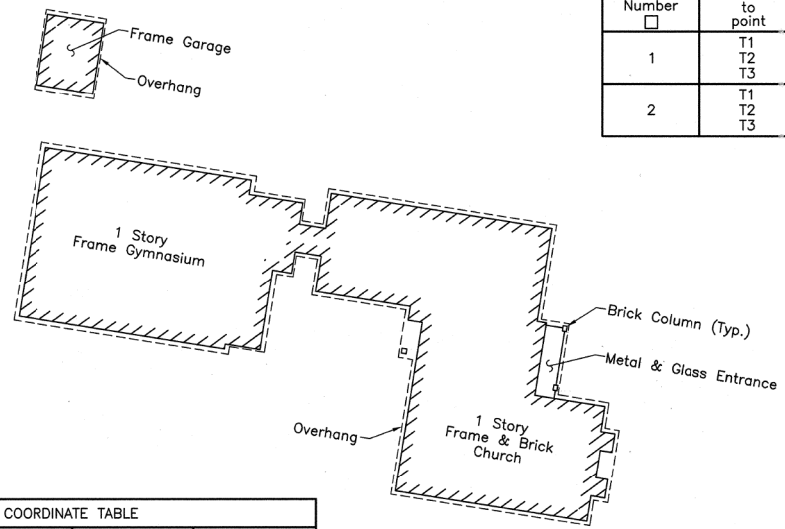 Number
to
point
1
T1
T2
T3
2
T1
T2
T3
Frame Garage
Overhang
1 Story
Frame Gymnasium
Brick Column (Typ.)
Metal & Glass Entrance
Overhang
1 Story
Frame & Brick
Church
COORDINATE TABLE